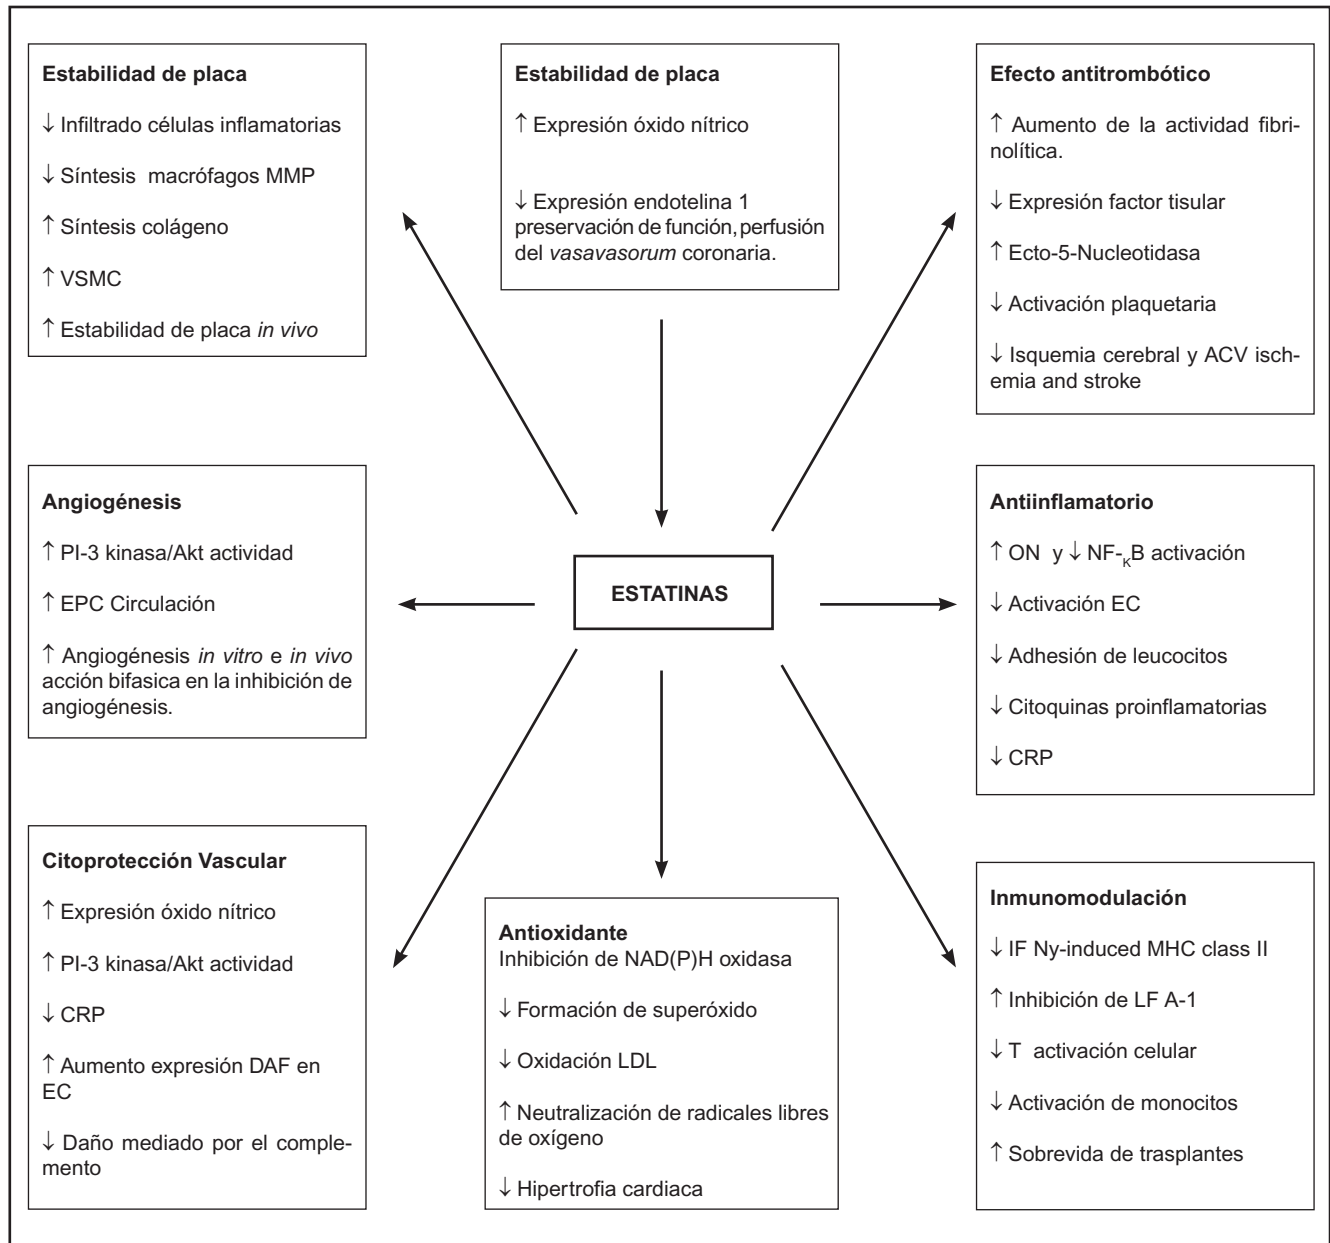 Estabilidad de placa
↓ Infiltrado células inflamatorias
↓ Síntesis macrófagos MMP
↑ Síntesis colágeno
↑ VSMC
↑ Estabilidad de placa in vivo
Estabilidad de placa
↑ Expresión óxido nítrico
↓ Expresión endotelina 1
preservación de función, perfusión
del vasavasorum coronaria.
Efecto antitrombótico
↑ Aumento de la actividad fibri-
nolítica.
↓ Expresión factor tisular
↑ Ecto-5-Nucleotidasa
↓ Activación plaquetaria
↓ Isquemia cerebral y ACV isch-
emia and stroke
Angiogénesis
↑ PI-3 kinasa/Akt actividad
↑ EPC Circulación
↑ Angiogénesis in vitro e in vivo
acción bifasica en la inhibición de
angiogénesis.
ESTATINAS
Antiinflamatorio
↑ ON y ↓ NF-κB activación
↓ Activación EC
↓ Adhesión de leucocitos
↓ Citoquinas proinflamatorias
↓ CRP
Citoprotección Vascular
↑ Expresión óxido nítrico
↑ PI-3 kinasa/Akt actividad
↓ CRP
↑ Aumento expresión DAF en
EC
↓ Daño mediado por el comple-
mento
Antioxidante
Inhibición de NAD(P)H oxidasa
↓ Formación de superóxido
↓ Oxidación LDL
↑ Neutralización de radicales libres
de oxígeno
↓ Hipertrofia cardiaca
Inmunomodulación
↓ IF Ny-induced MHC class II
↑ Inhibición de LF A-1
↓ T activación celular
↓ Activación de monocitos
↑ Sobrevida de trasplantes